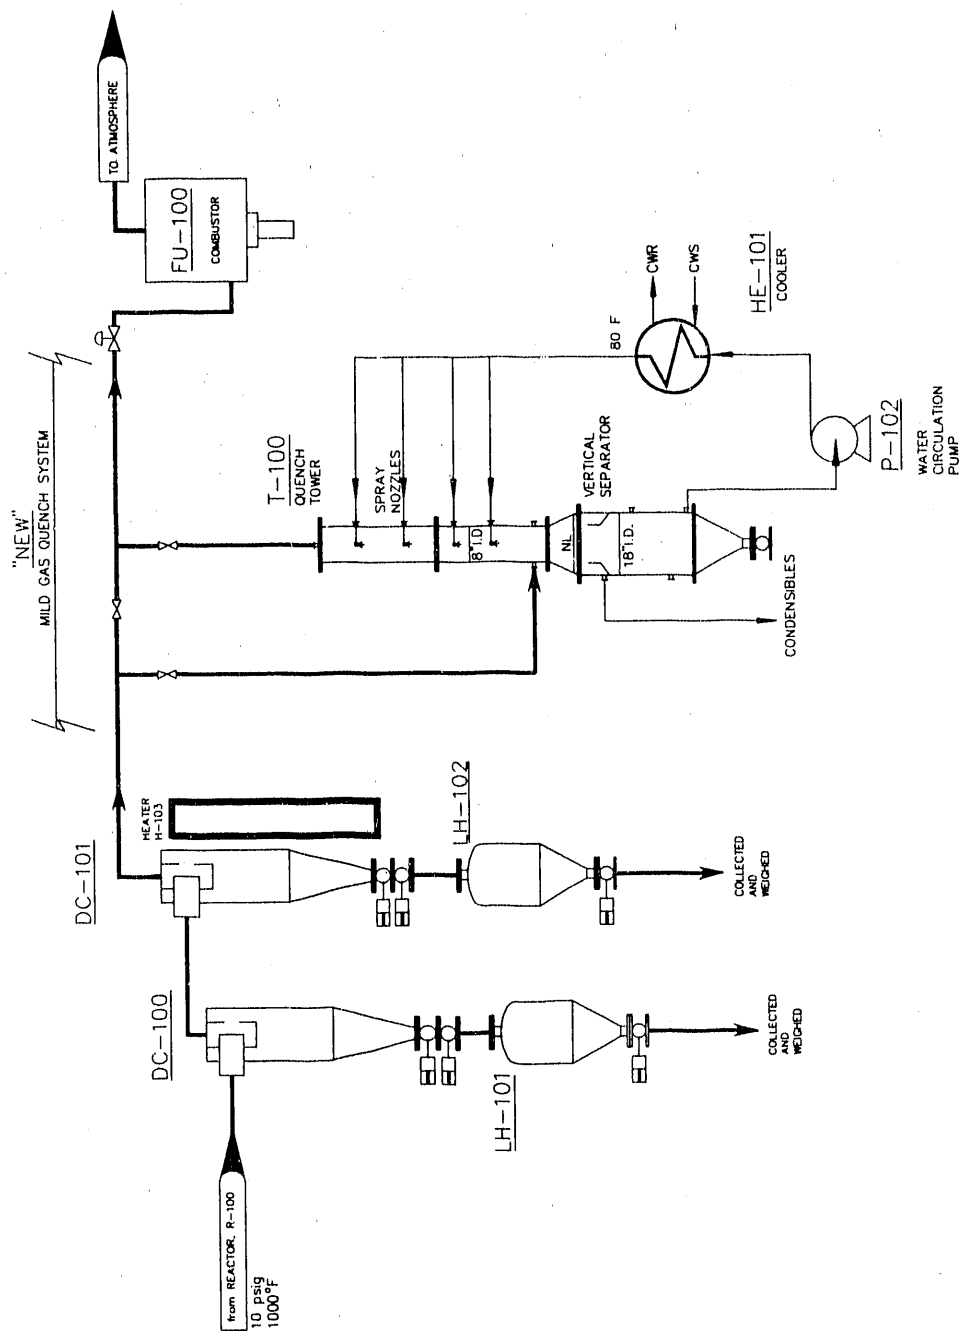 "NEW"
MILD GAS QUENCH SYSTEM
TO ATMOSPHERE
FU-100
COMBUSTOR
T-100
QUENCH
TOWER
SPRAY
NOZZLES
8" I.D.
VERTICAL
SEPARATOR
NL
18" I.D.
CONDENSIBLES
80 F
CWR
CWS
HE-101
COOLER
P-102
WATER
CIRCULATION
PUMP
DC-101
HEATER
H-103
LH-102
COLLECTED
AND
WEIGHED
DC-100
LH-101
COLLECTED
AND
WEIGHED
from REACTOR, R-100
10 psig
1000°F